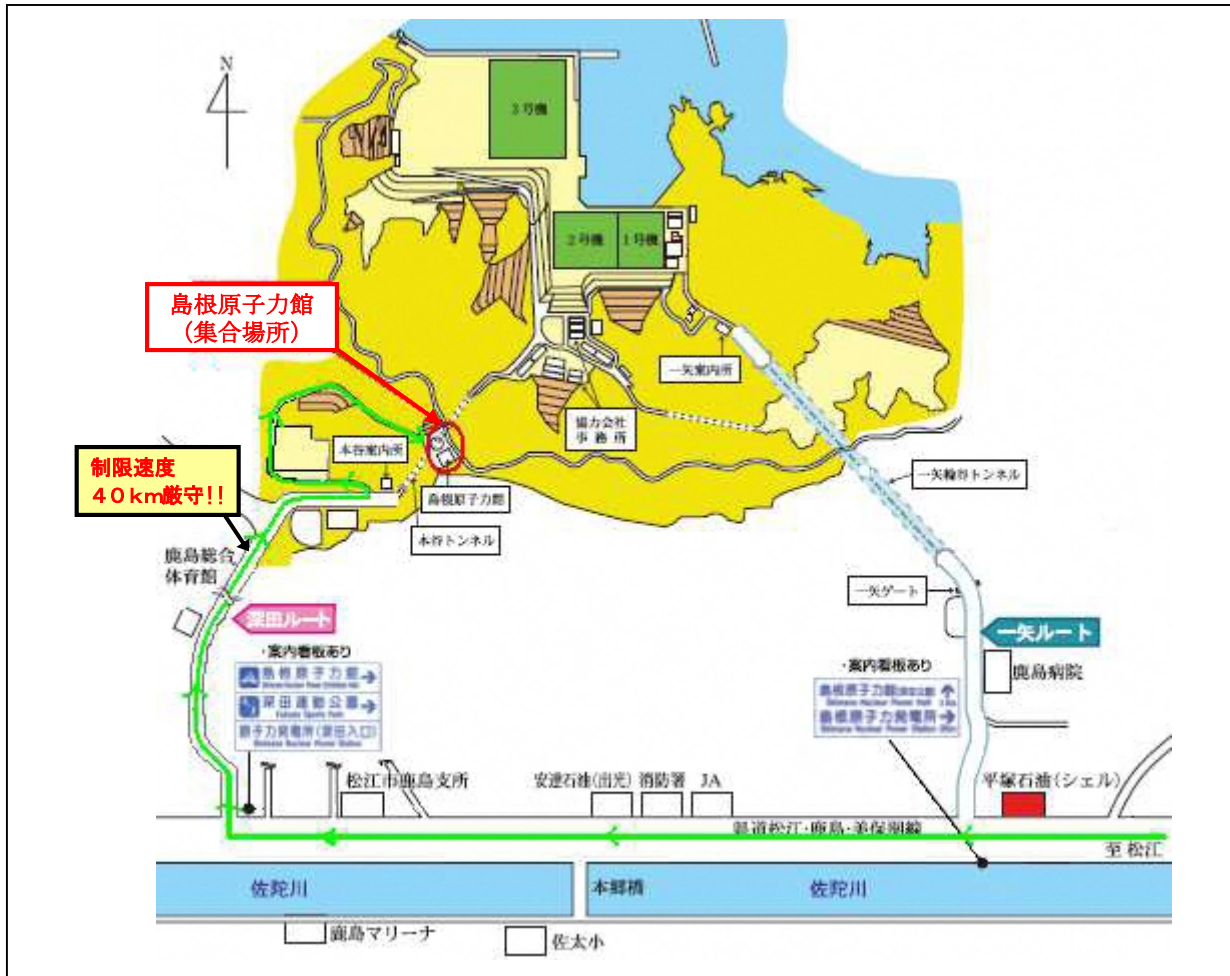 N
3号機
2号機
1号機
島根原子力館
(集合場所)
一矢案内所
協力会社
事務所
本谷案内所
制限速度
40km厳守!!
島根原子力館
本谷トンネル
一矢輪谷トンネル
鹿島総合
体育館
一矢ゲート
深田ルート
一矢ルート
・案内看板あり
島根原子力館→
深田運動公園→
原子力発電所(深田入口)
Shimane Nuclear Power Station
・案内看板あり
島根原子力館
島根原子力発電所→
Shimane Nuclear Power Station
鹿島病院
松江市鹿島支所
安達石油(出光)
消防署
JA
平塚石油(シェル)
県道松江・鹿島・美保関線
至 松江
佐陀川
本郷橋
佐陀川
鹿島マリーナ
佐太小